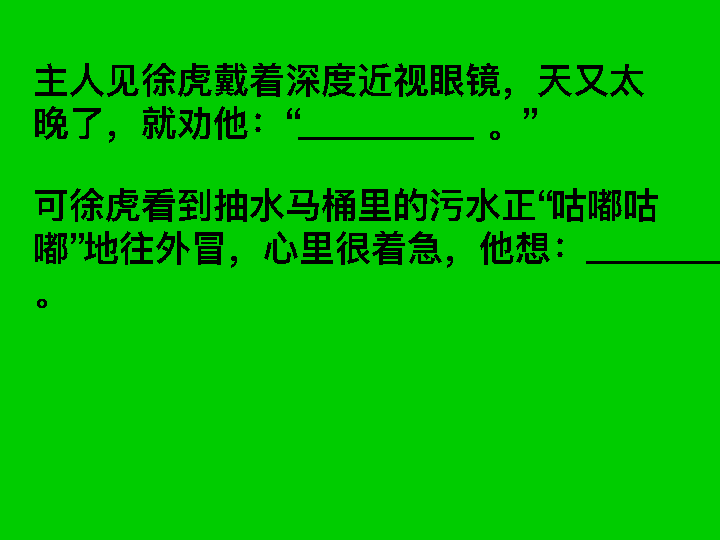 主人见徐虎戴着深度近视眼镜，天又太
晚了，就劝他：“__________ 。”
可徐虎看到抽水马桶里的污水正“咕嘟咕
嘟”地往外冒，心里很着急，他想：________
。